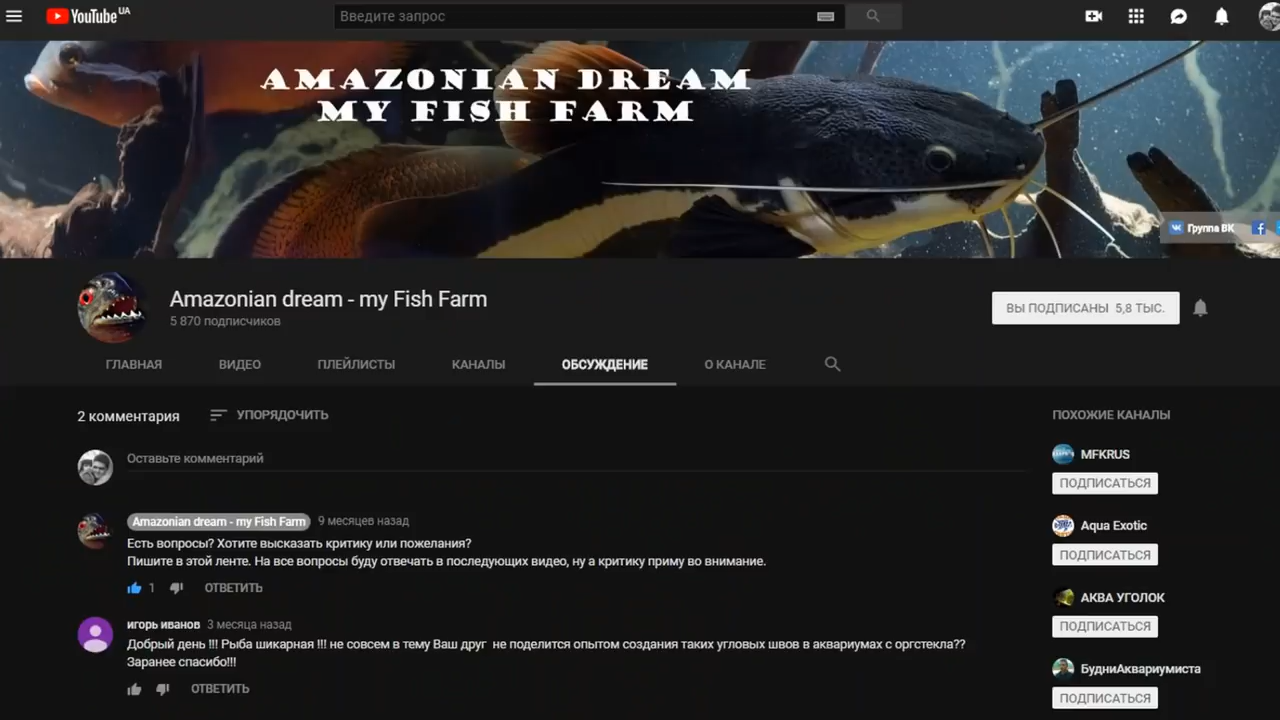 YouTube UA
Введите запрос
AMAZONIAN DREAM
MY FISH FARM
Группа ВК
Amazonian dream - my Fish Farm
5 870 подписчиков
ВЫ ПОДПИСАНЫ 5,8 ТЫС.
ГЛАВНАЯ ВИДЕО ПЛЕЙЛИСТЫ КАНАЛЫ ОБСУЖДЕНИЕ О КАНАЛЕ
2 комментария УПОРЯДОЧИТЬ
Оставьте комментарий
Amazonian dream - my Fish Farm 9 месяцев назад
Есть вопросы? Хотите высказать критику или пожелания?
Пишите в этой ленте. На все вопросы буду отвечать в последующих видео, ну а критику приму во внимание.
1 ОТВЕТИТЬ
игорь иванов 3 месяца назад
Добрый день !!! Рыба шикарная !!! не совсем в тему Ваш друг не поделится опытом создания таких угловых швов в аквариумах с оргстекла??
Заранее спасибо!!!
ОТВЕТИТЬ
ПОХОЖИЕ КАНАЛЫ
MFKRUS
ПОДПИСАТЬСЯ
Aqua Exotic
ПОДПИСАТЬСЯ
АКВА УГОЛОК
ПОДПИСАТЬСЯ
БудниАквариумиста
ПОДПИСАТЬСЯ